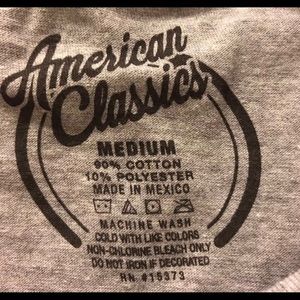 American
Classics
MEDIUM
90% COTTON
10% POLYESTER
MADE IN MEXICO
MACHINE WASH
COLD WITH LIKE COLORS
NON-CHLORINE BLEACH ONLY
DO NOT IRON IF DECORATED
RN #15373